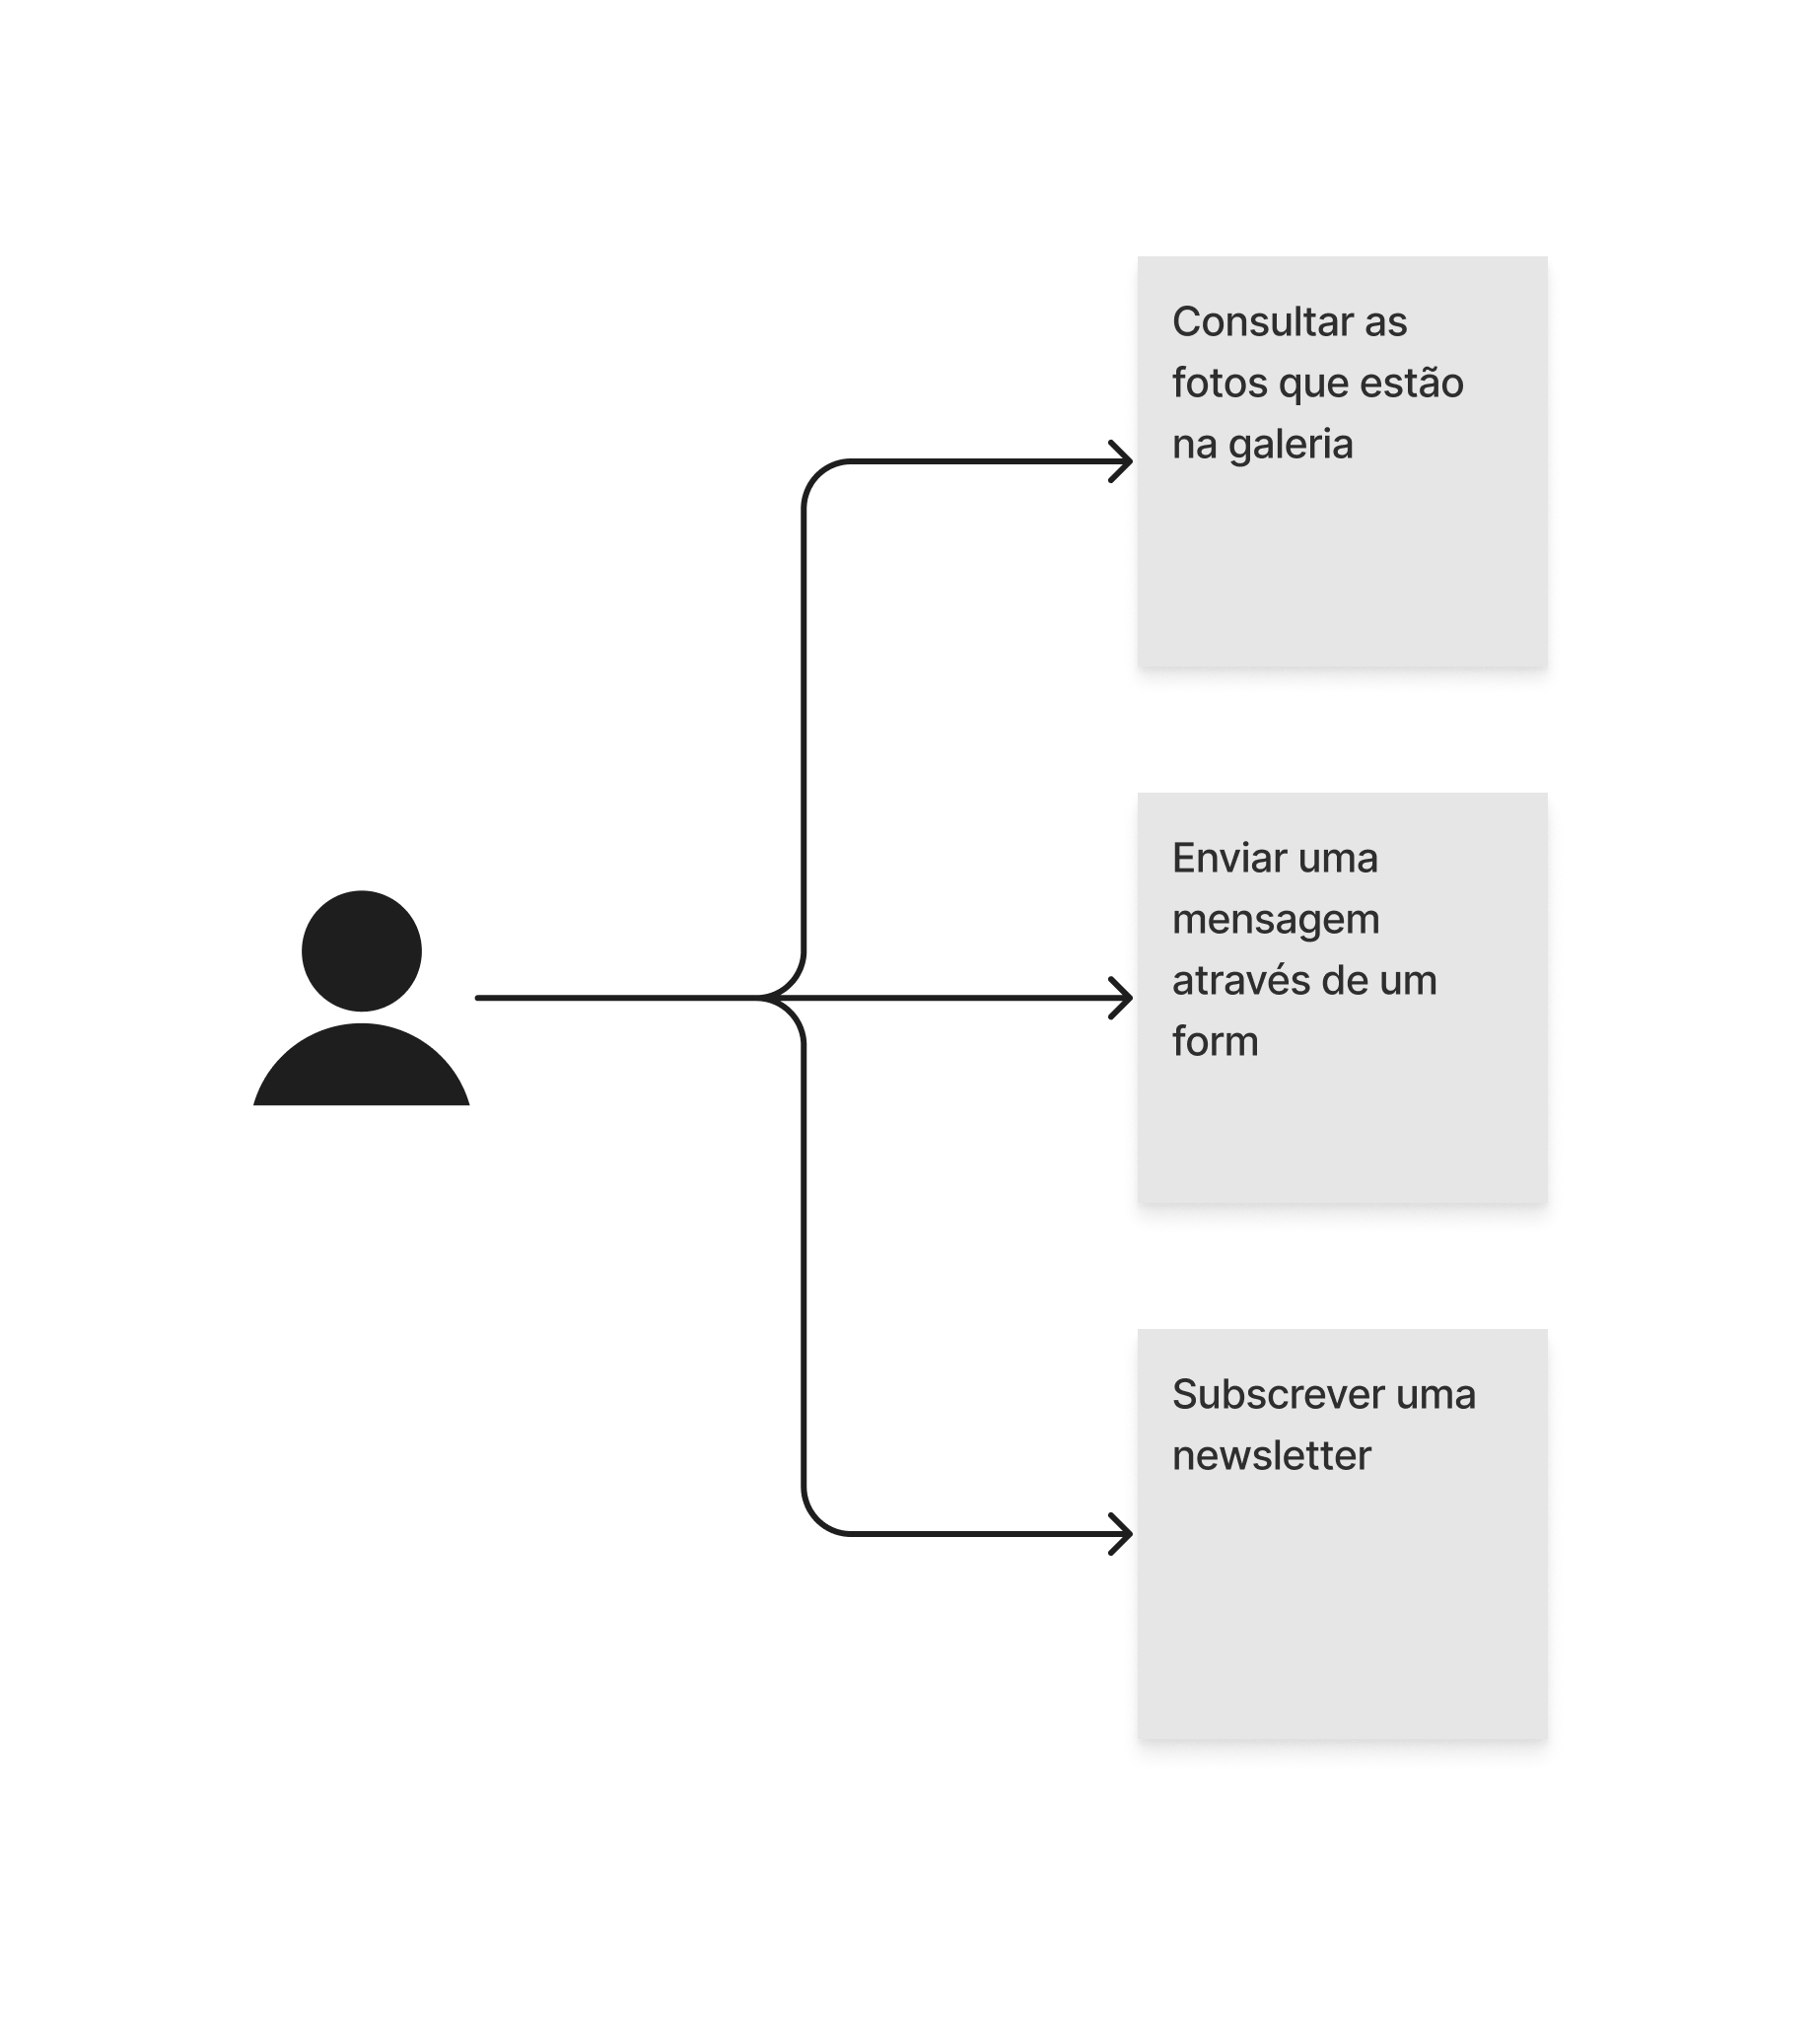 Consultar as
fotos que estão
na galeria
Enviar uma
mensagem
através de um
form
Subscrever uma
newsletter